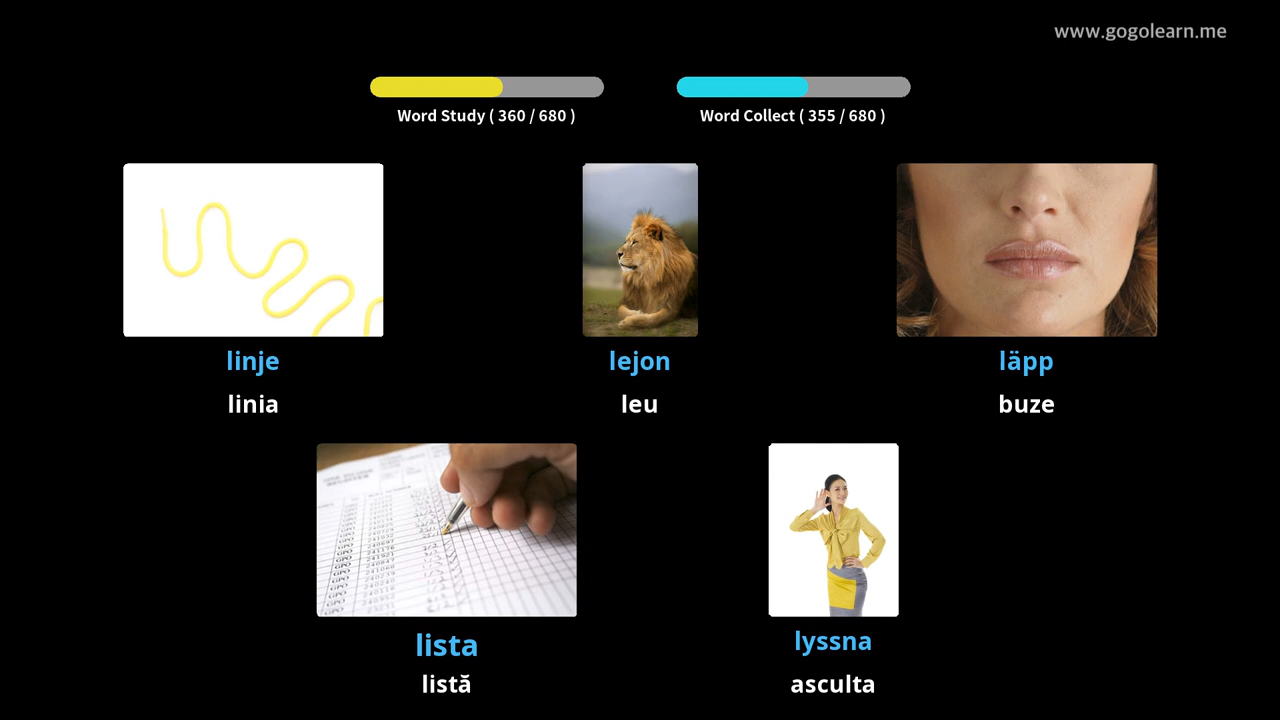 www.gogolearn.me
Word Study ( 360 / 680 )
Word Collect ( 355 / 680 )
linje
lejon
läpp
linia
leu
buze
lista
lyssna
listă
asculta